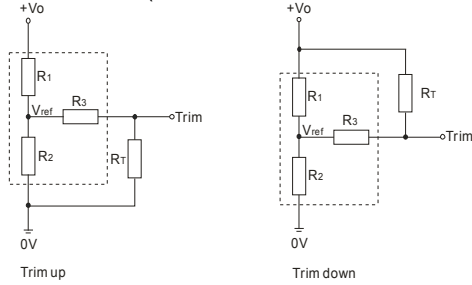 +Vo
R1
Vref
R3
Trim
R2
RT
0V
Trim up
+Vo
R1
RT
Vref
R3
Trim
R2
0V
Trim down